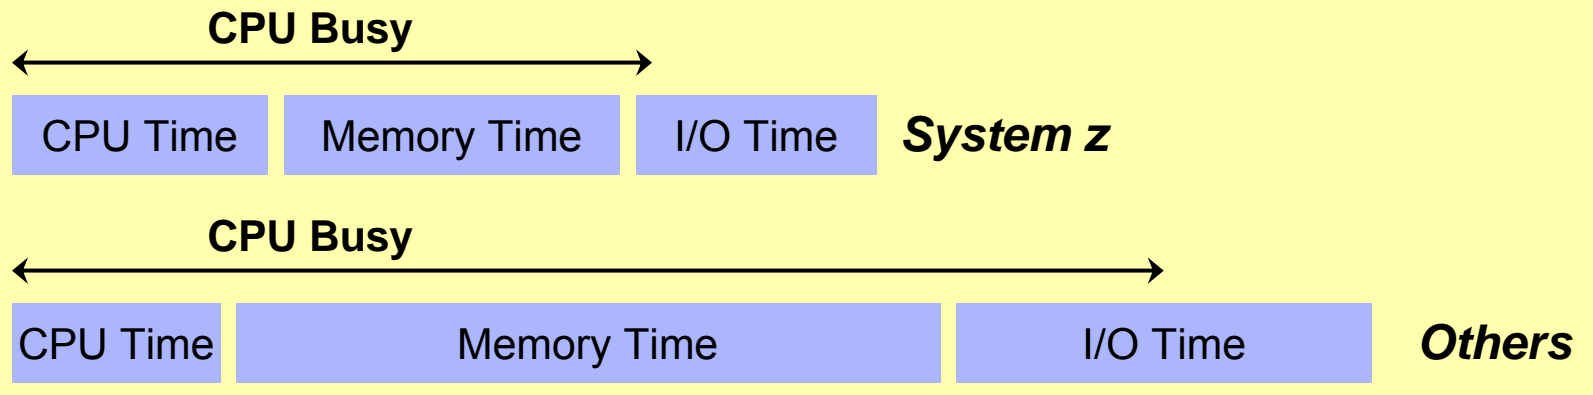 CPU Busy
CPU Time Memory Time I/O Time System z
CPU Busy
CPU Time Memory Time I/O Time Others